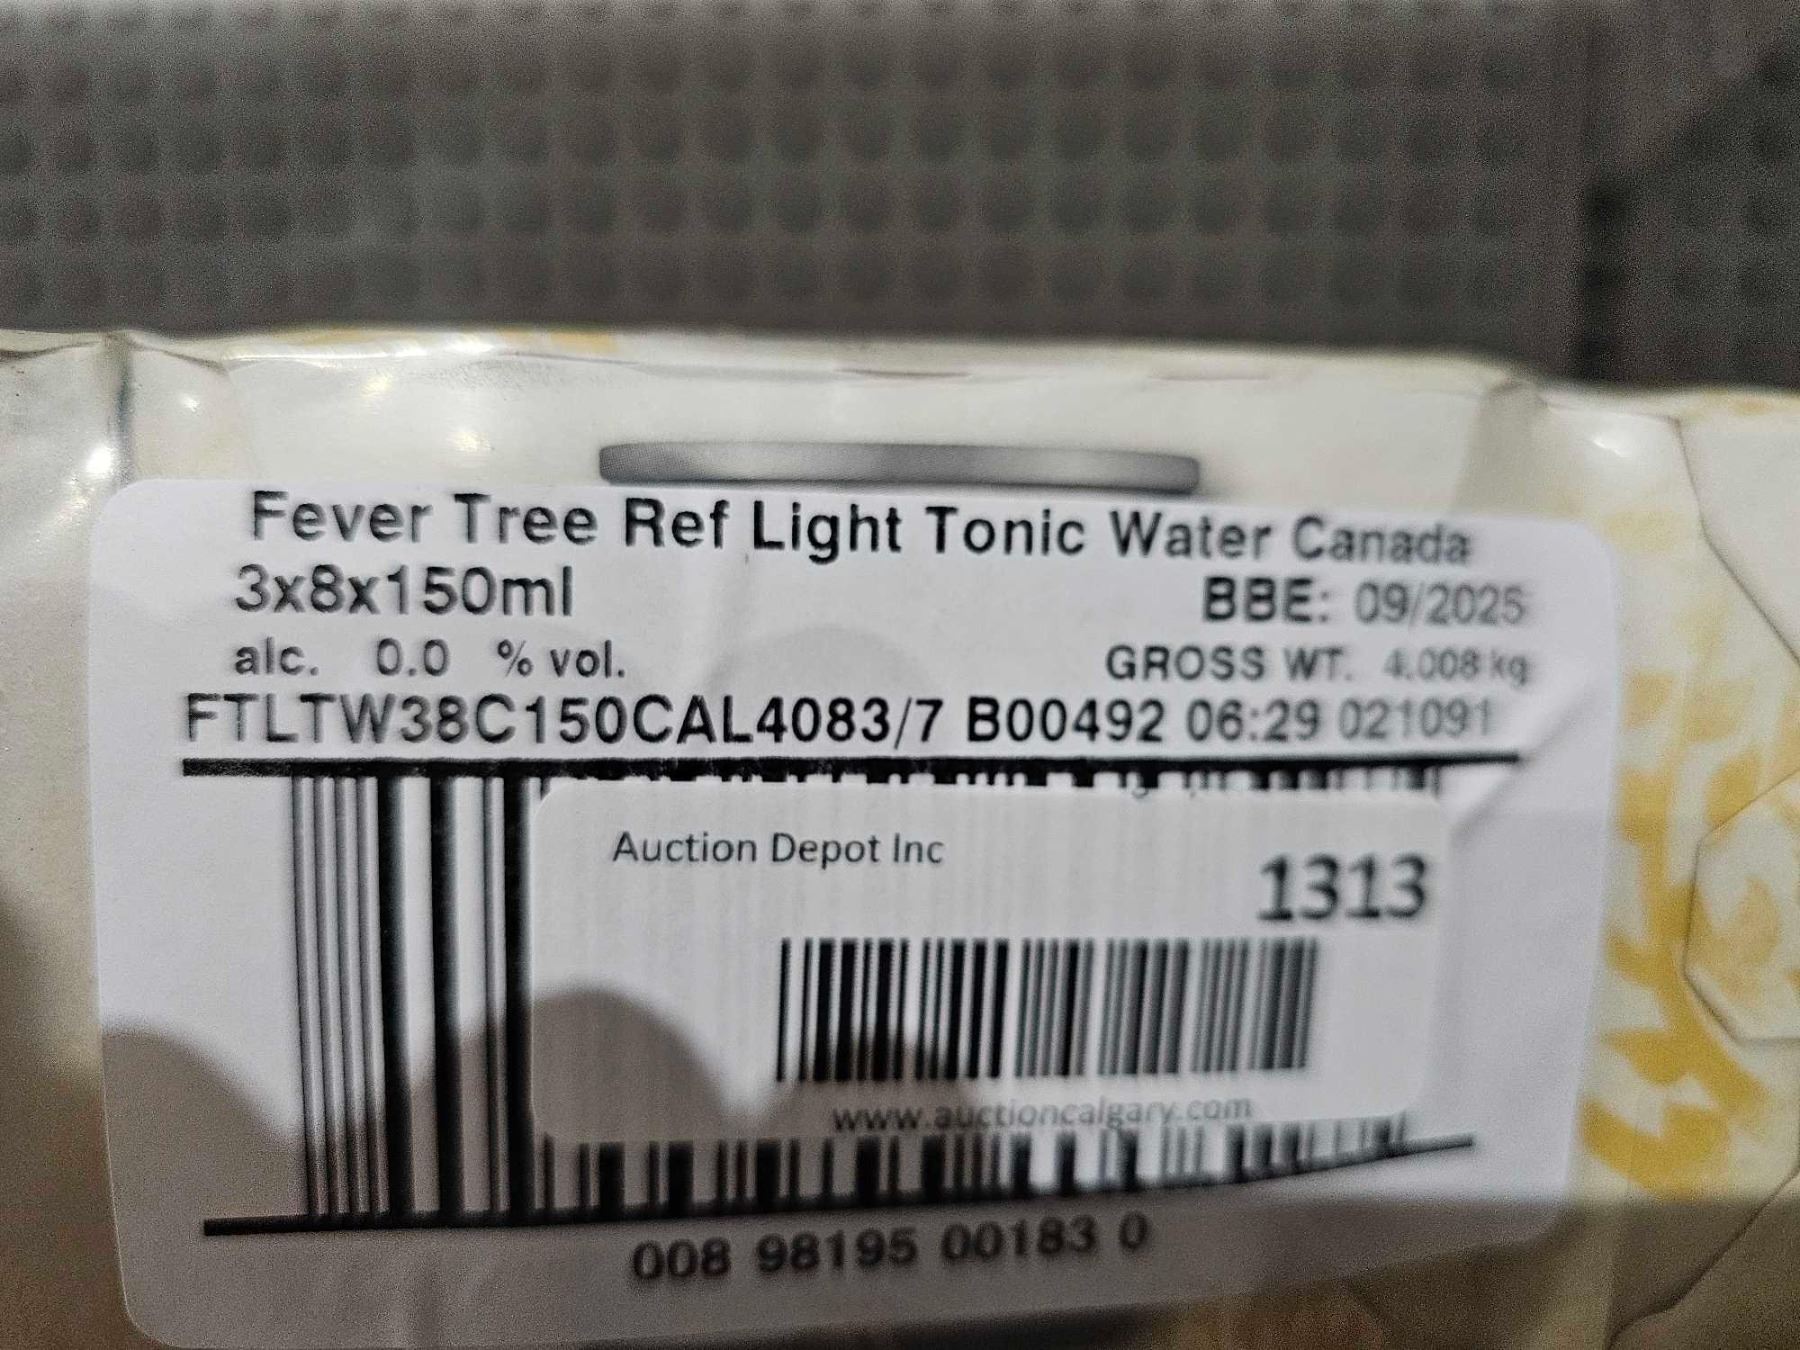 Fever Tree Ref Light Tonic Water Canada
3x8x150ml
BBE: 09/2025
alc. 0.0 % vol.
GROSS WT. 4.008 kg
FTLTW38C150CAL4083/7 B00492 06:29 021091
Auction Depot Inc
1313
www.auctioncalgary.com
008 98195 00183 0